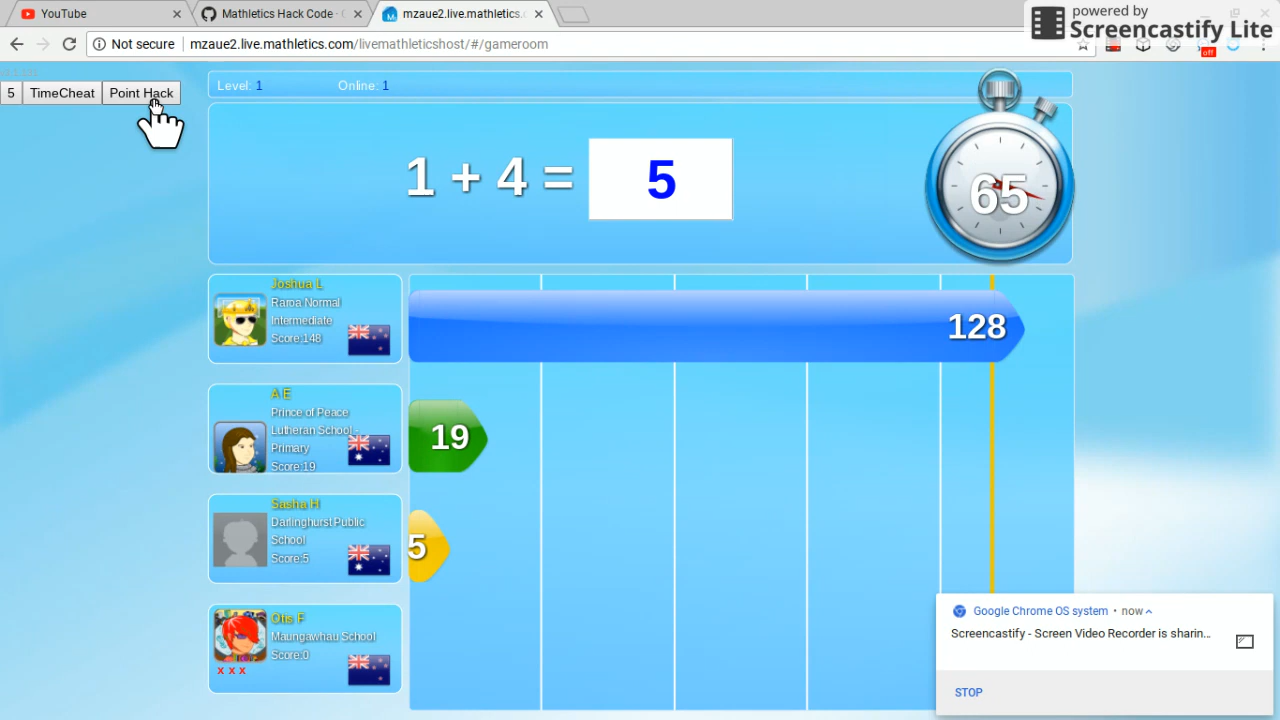 YouTube
Mathletics Hack Code -
mzaue2.live.mathletics.
powered by
Screencastify Lite
Not secure
mzaue2.live.mathletics.com/livemathleticshost/#/gameroom
off
5
TimeCheat
Point Hack
Level: 1
Online: 1
1 + 4 = 5
65
Joshua L
Raroa Normal
Intermediate
Score:148
128
A E
Prince of Peace
Lutheran School -
Primary
Score:19
19
Sasha H
Darlinghurst Public
School
Score:5
5
Otis F
Maungawhau School
Score:0
x x x
Google Chrome OS system • now
Screencastify - Screen Video Recorder is sharin...
STOP